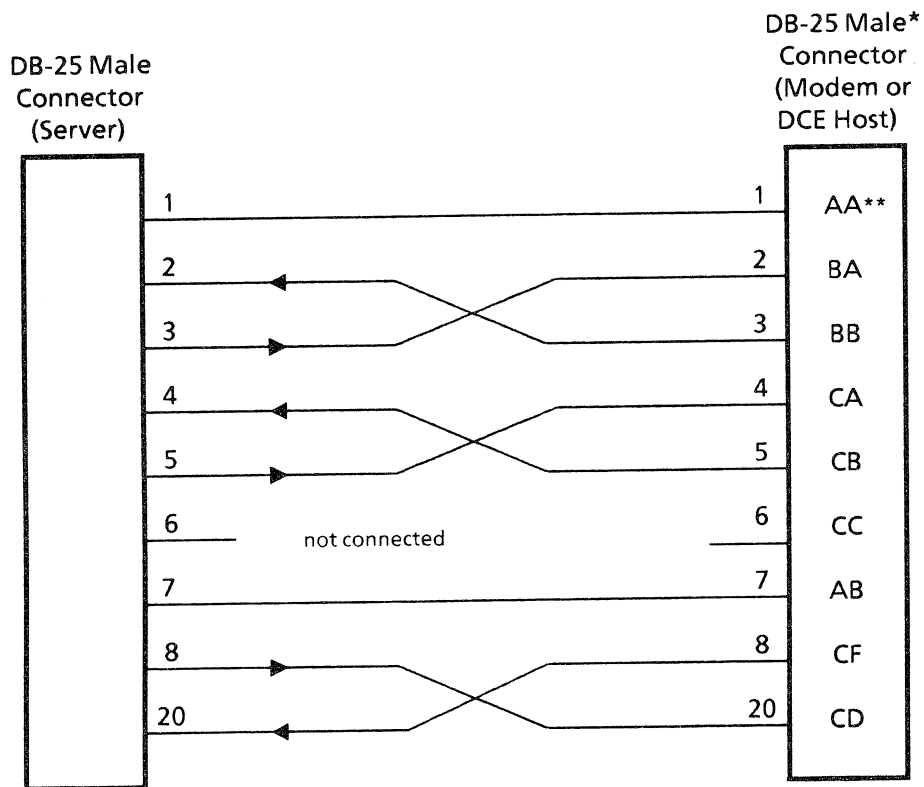 DB-25 Male
Connector
(Server)
DB-25 Male*
Connector
(Modem or
DCE Host)
1 1 AA**
2 2 BA
3 3 BB
4 4 CA
5 5 CB
6 not connected 6 CC
7 7 AB
8 8 CF
20 20 CD